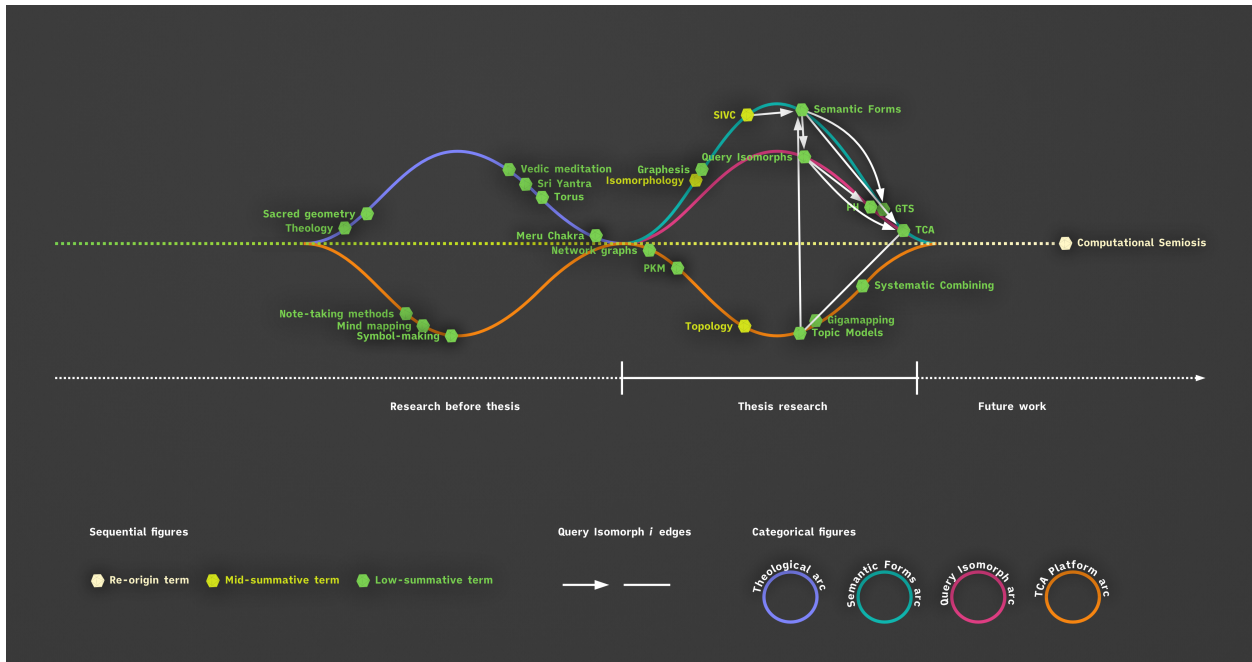 SIVC
Semantic Forms
Query Isomorphs
Vedic meditation
Graphesis
Isomorphology
Sri Yantra
Torus
Sacred geometry
PH
GTS
Theology
TCA
Meru Chakra
Computational Semiosis
Network graphs
PKM
Systematic Combining
Note-taking methods
Gigamapping
Mind mapping
Topology
Topic Models
Symbol-making
Research before thesis
Thesis research
Future work
Sequential figures
Re-origin term
Mid-summative term
Low-summative term
Query Isomorph i edges
Categorical figures
Theological arc
Semantic Forms arc
Query Isomorph arc
TCA Platform arc